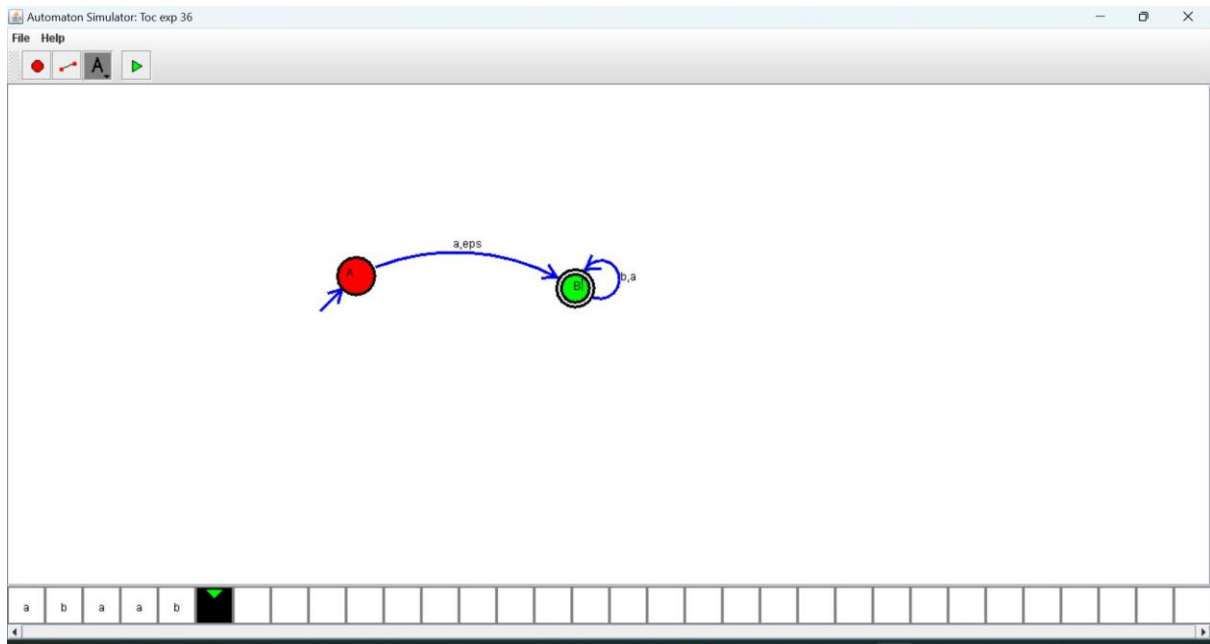 Automaton Simulator: Toc exp 36
File Help
A
a,eps
A
B
b,a
a b a a b